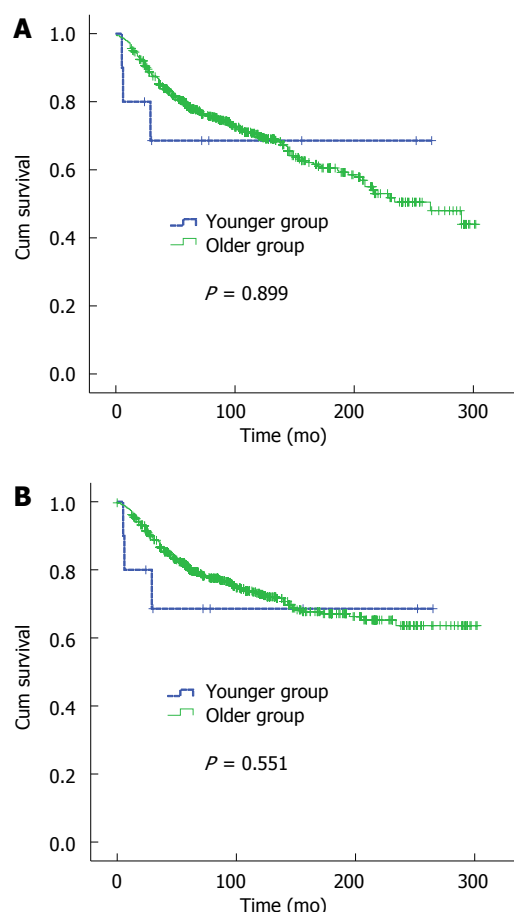 A
1.0
0.8
0.6
0.4
0.2
0.0
Cum survival
Younger group
Older group
P = 0.899
0 100 200 300
Time (mo)
B
1.0
0.8
0.6
0.4
0.2
0.0
Cum survival
Younger group
Older group
P = 0.551
0 100 200 300
Time (mo)